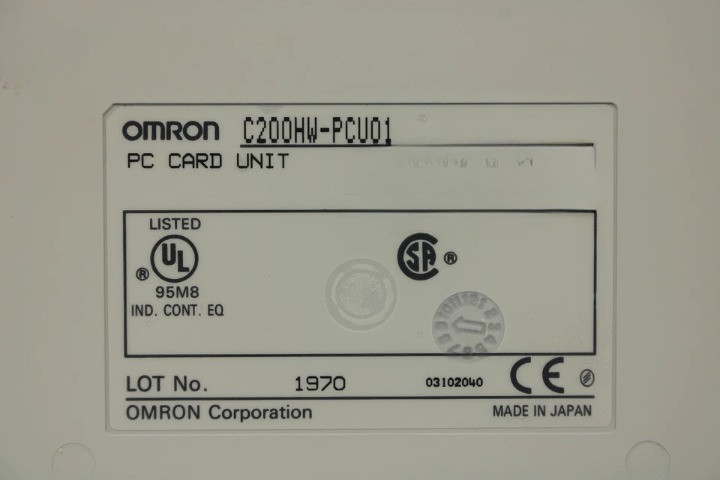 OMRON C200HW-PCU01
PC CARD UNIT
LISTED
UL
®
95M8
IND. CONT. EQ
SA ®
LOT No. 1970 03102040 CE
OMRON Corporation MADE IN JAPAN